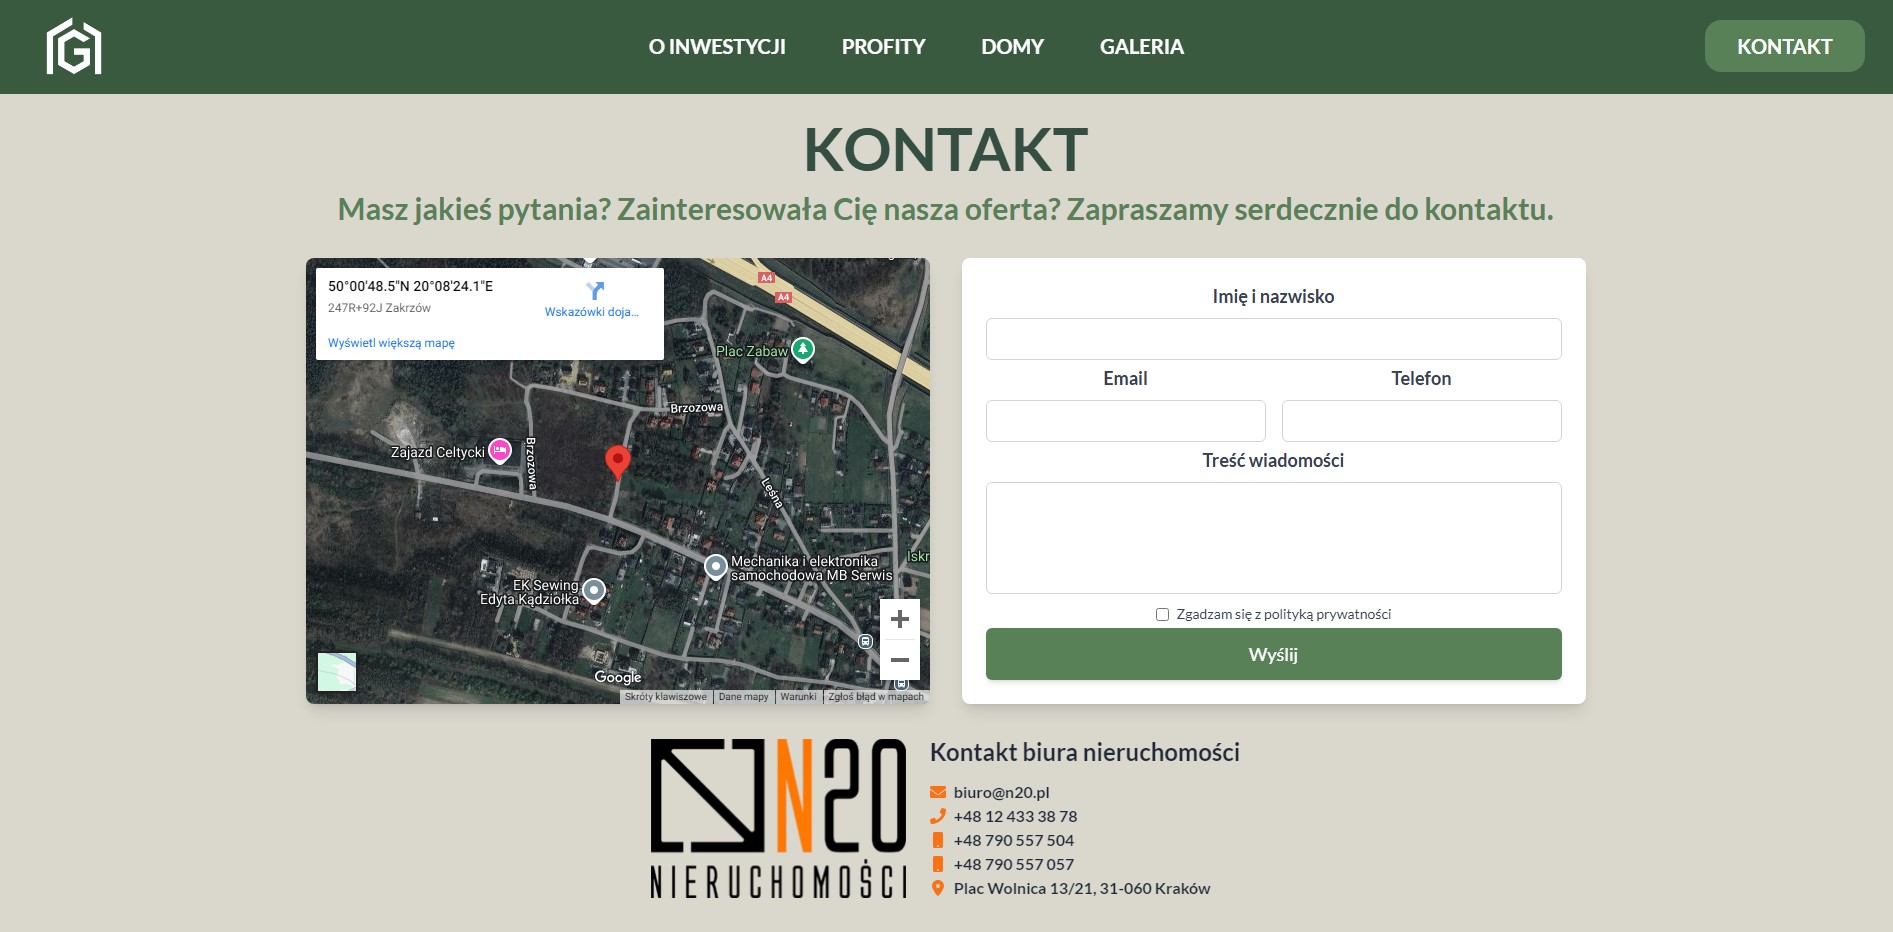 O INWESTYCJI PROFITY DOMY GALERIA KONTAKT
KONTAKT
Masz jakieś pytania? Zainteresowała Cię nasza oferta? Zapraszamy serdecznie do kontaktu.
50°00'48.5"N 20°08'24.1"E
247R+92J Zakrzów
Wskazówki doja...
Wyświetl większą mapę
A4
A4
Plac Zabaw
Brzozowa
Zajazd Celtycki
Brzozowa
Leśna
Mechanika i elektronika
samochodowa MB Serwis
Iskr
EK Sewing
Edyta Kądziołka
Google
Skróty klawiszowe Dane mapy Warunki Zgłoś błąd w mapach
Imię i nazwisko
Email Telefon
Treść wiadomości
Zgadzam się z polityką prywatności
Wyślij
N20
NIERUCHOMOŚCI
Kontakt biura nieruchomości
biuro@n20.pl
+48 12 433 38 78
+48 790 557 504
+48 790 557 057
Plac Wolnica 13/21, 31-060 Kraków